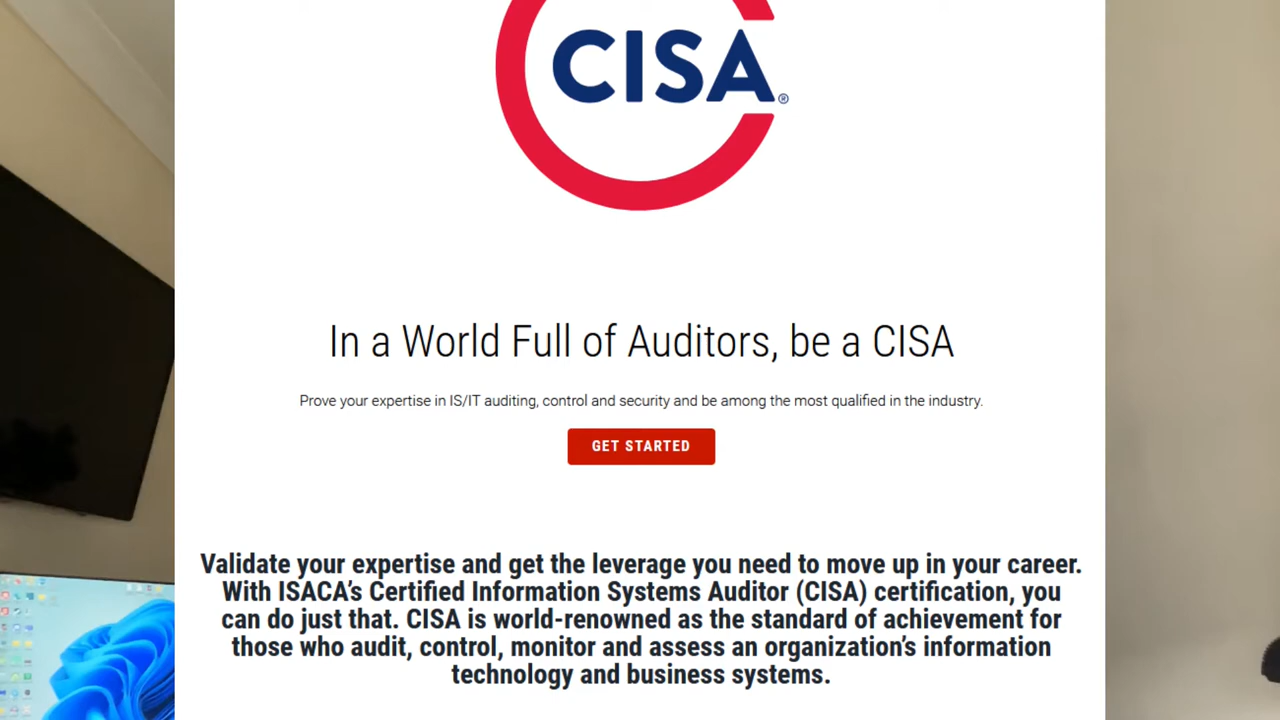 CISA®
In a World Full of Auditors, be a CISA
Prove your expertise in IS/IT auditing, control and security and be among the most qualified in the industry.
GET STARTED
Validate your expertise and get the leverage you need to move up in your career.
With ISACA's Certified Information Systems Auditor (CISA) certification, you
can do just that. CISA is world-renowned as the standard of achievement for
those who audit, control, monitor and assess an organization's information
technology and business systems.